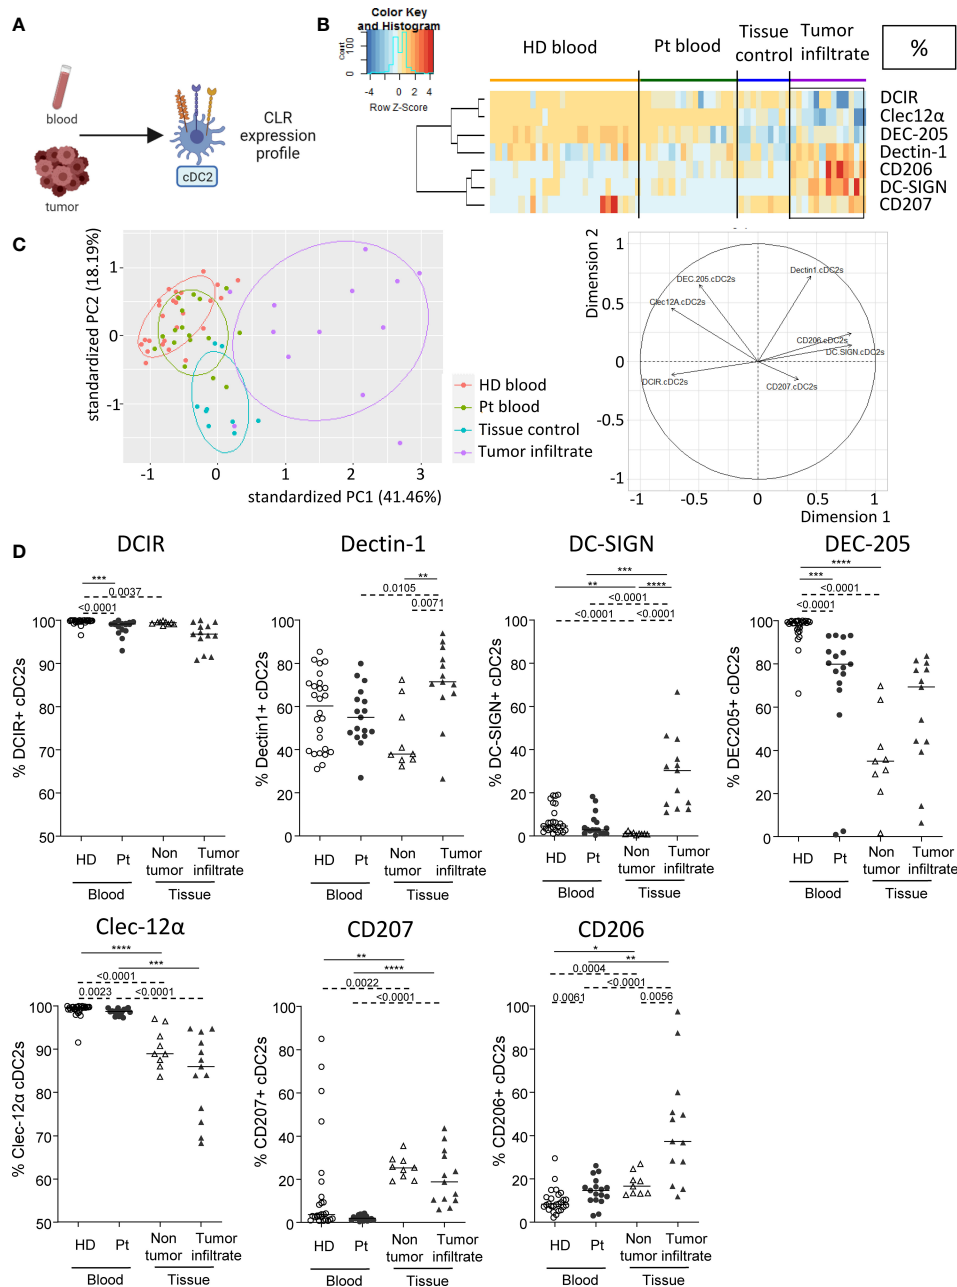 A
blood
tumor
cDC2
CLR
expression
profile
B
Color Key
and Histogram
Count
0
100
-4 -2 0 2 4
Row Z-Score
HD blood
Pt blood
Tissue
control
Tumor
infiltrate
%
DCIR
Clec12α
DEC-205
Dectin-1
CD206
DC-SIGN
CD207
C
standardized PC2 (18.19%)
1
0
-1
-1 0 1 2 3
standardized PC1 (41.46%)
HD blood
Pt blood
Tissue control
Tumor infiltrate
Dimension 2
1
0.5
0
-0.5
-1
DEC.205.cDC2s
Dectin1.cDC2s
Clec12A.cDC2s
CD206.cDC2s
DC.SIGN.cDC2s
DCIR.cDC2s
CD207.cDC2s
-1 -0.5 0 0.5 1
Dimension 1
D
DCIR
***
0.0037
<0.0001
% DCIR+ cDC2s
100
90
80
70
60
50
HD Pt Non tumor Tumor infiltrate
Blood Tissue
Dectin-1
**
0.0105
0.0071
% Dectin1+ cDC2s
100
80
60
40
20
0
HD Pt Non tumor Tumor infiltrate
Blood Tissue
DC-SIGN
***
** ****
<0.0001
<0.0001 <0.0001
% DC-SIGN+ cDC2s
100
80
60
40
20
0
HD Pt Non tumor Tumor infiltrate
Blood Tissue
DEC-205
****
***
<0.0001
<0.0001
% DEC205+ cDC2s
100
80
60
40
20
0
HD Pt Non tumor Tumor infiltrate
Blood Tissue
Clec-12α
****
***
<0.0001
0.0023 <0.0001
% Clec-12α cDC2s
100
90
80
70
60
50
HD Pt Non tumor Tumor infiltrate
Blood Tissue
CD207
**
****
0.0022
<0.0001
% CD207+ cDC2s
100
80
60
40
20
0
HD Pt Non tumor Tumor infiltrate
Blood Tissue
CD206
*
**
0.0004
<0.0001
0.0061 0.0056
% CD206+ cDC2s
100
80
60
40
20
0
HD Pt Non tumor Tumor infiltrate
Blood Tissue